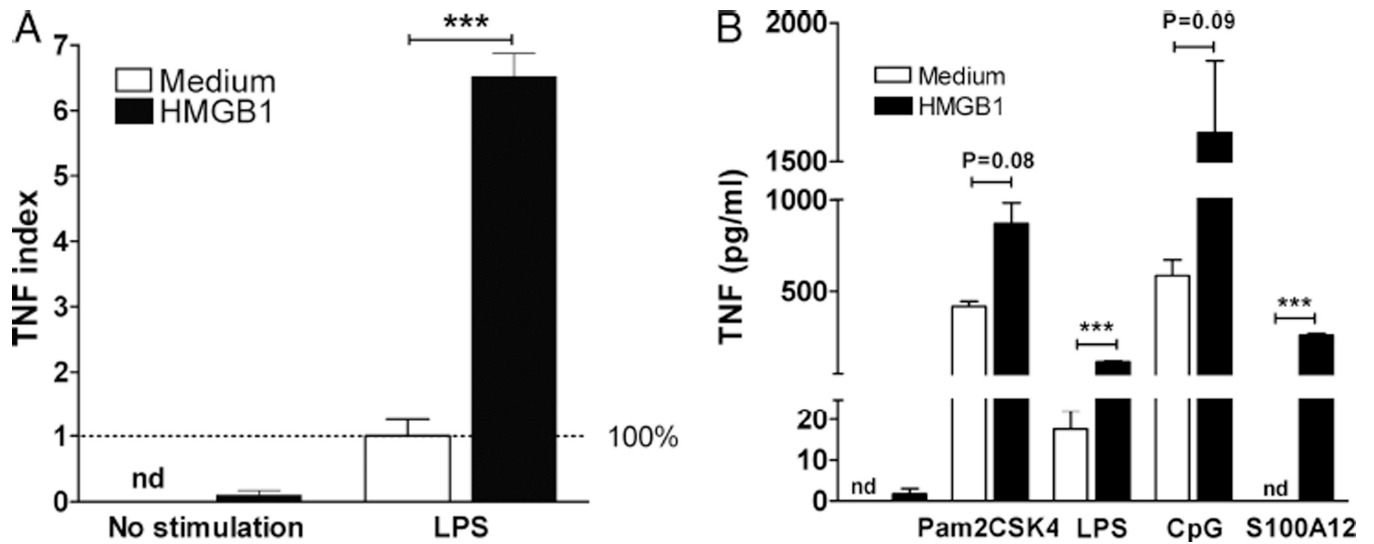 A
TNF index
7
6
5
4
3
2
1
0
Medium
HMGB1
***
100%
nd
No stimulation
LPS
B
TNF (pg/ml)
2000
1500
1000
500
20
10
0
Medium
HMGB1
P=0.09
P=0.08
***
***
nd
nd
Pam2CSK4
LPS
CpG
S100A12